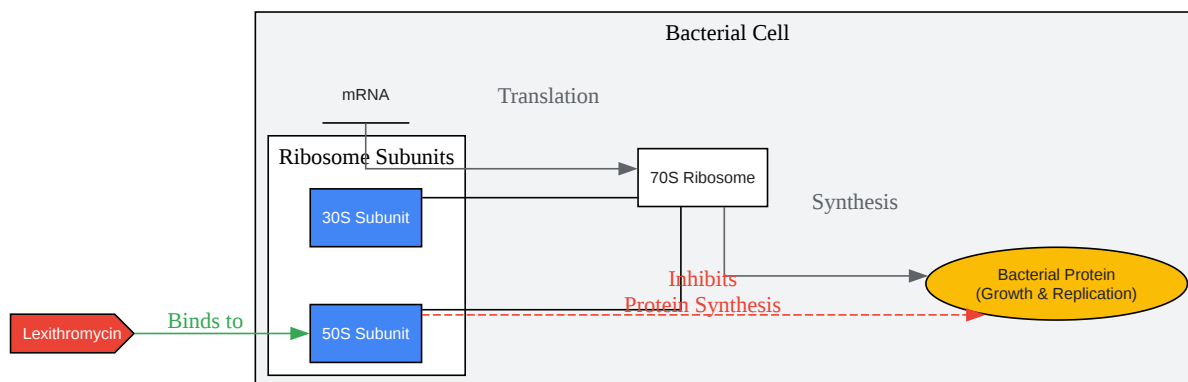 Bacterial Cell
mRNA
Translation
Ribosome Subunits
70S Ribosome
30S Subunit
Synthesis
Inhibits
Protein Synthesis
Bacterial Protein
(Growth & Replication)
Lexithromycin
Binds to
50S Subunit